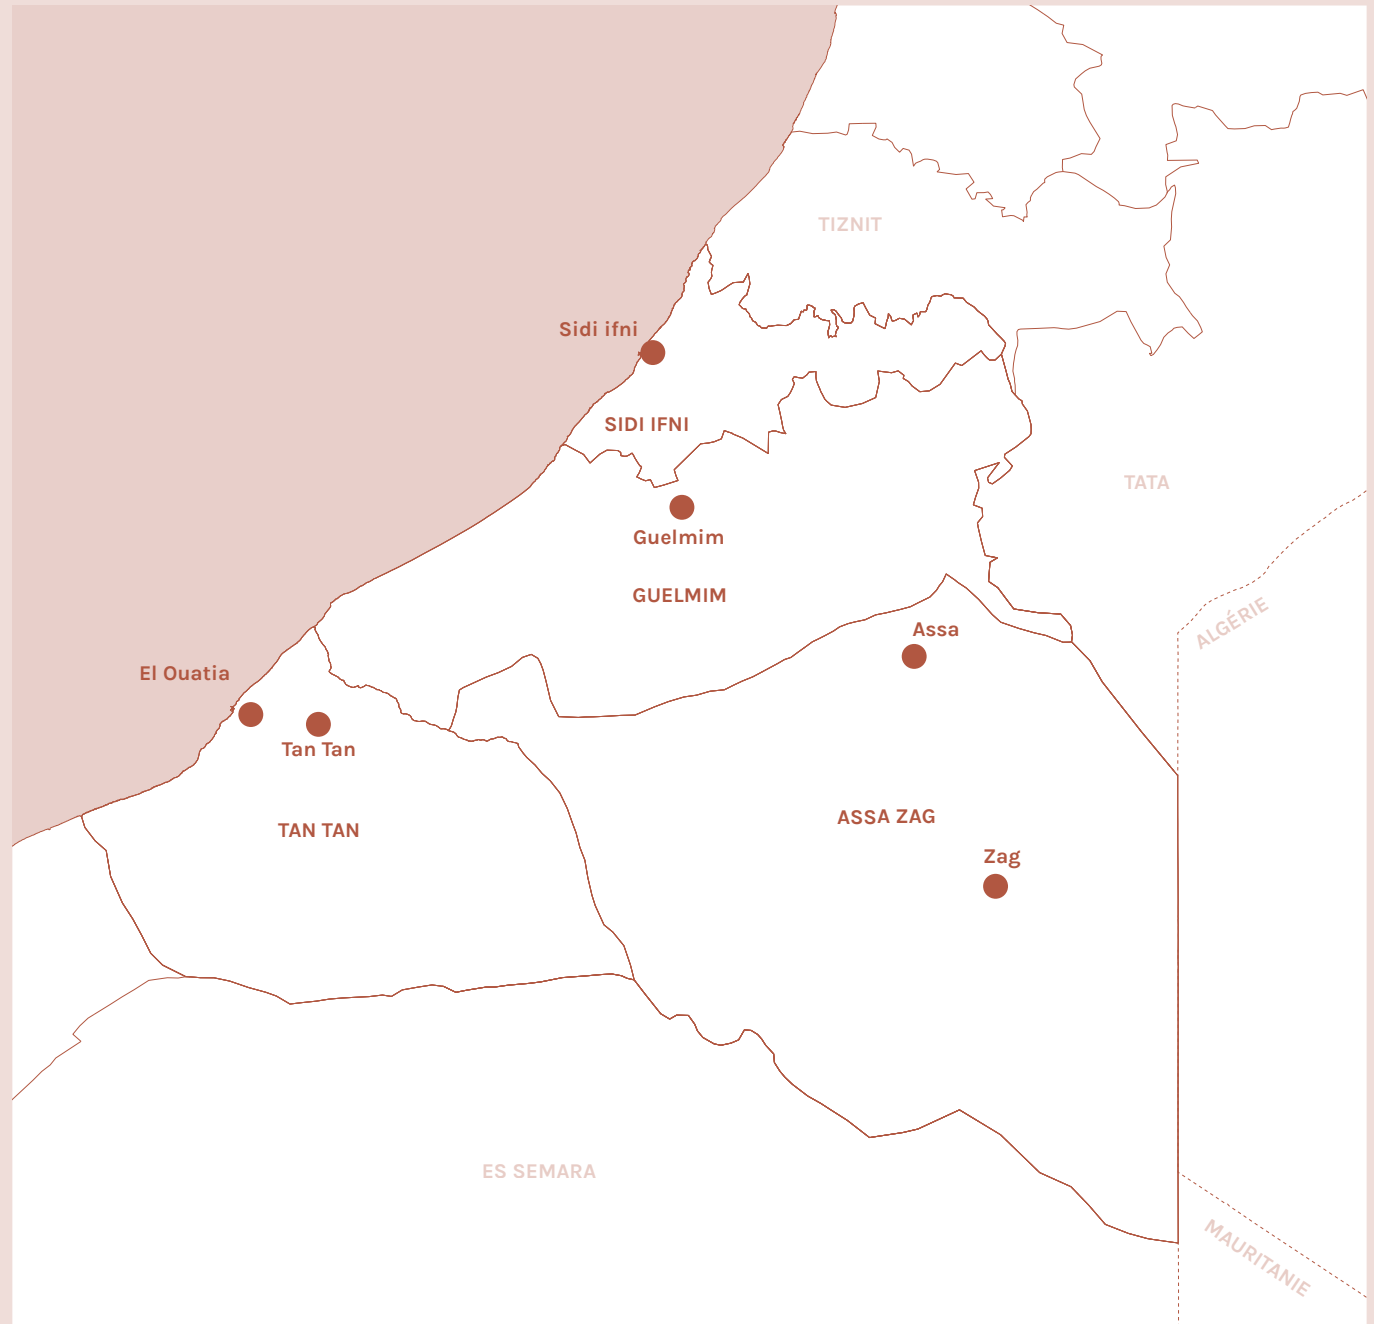 TIZNIT
Sidi ifni
SIDI IFNI
TATA
Guelmim
GUELMIM
ALGÉRIE
Assa
El Ouatia
Tan Tan
ASSA ZAG
TAN TAN
Zag
ES SEMARA
MAURITANIE